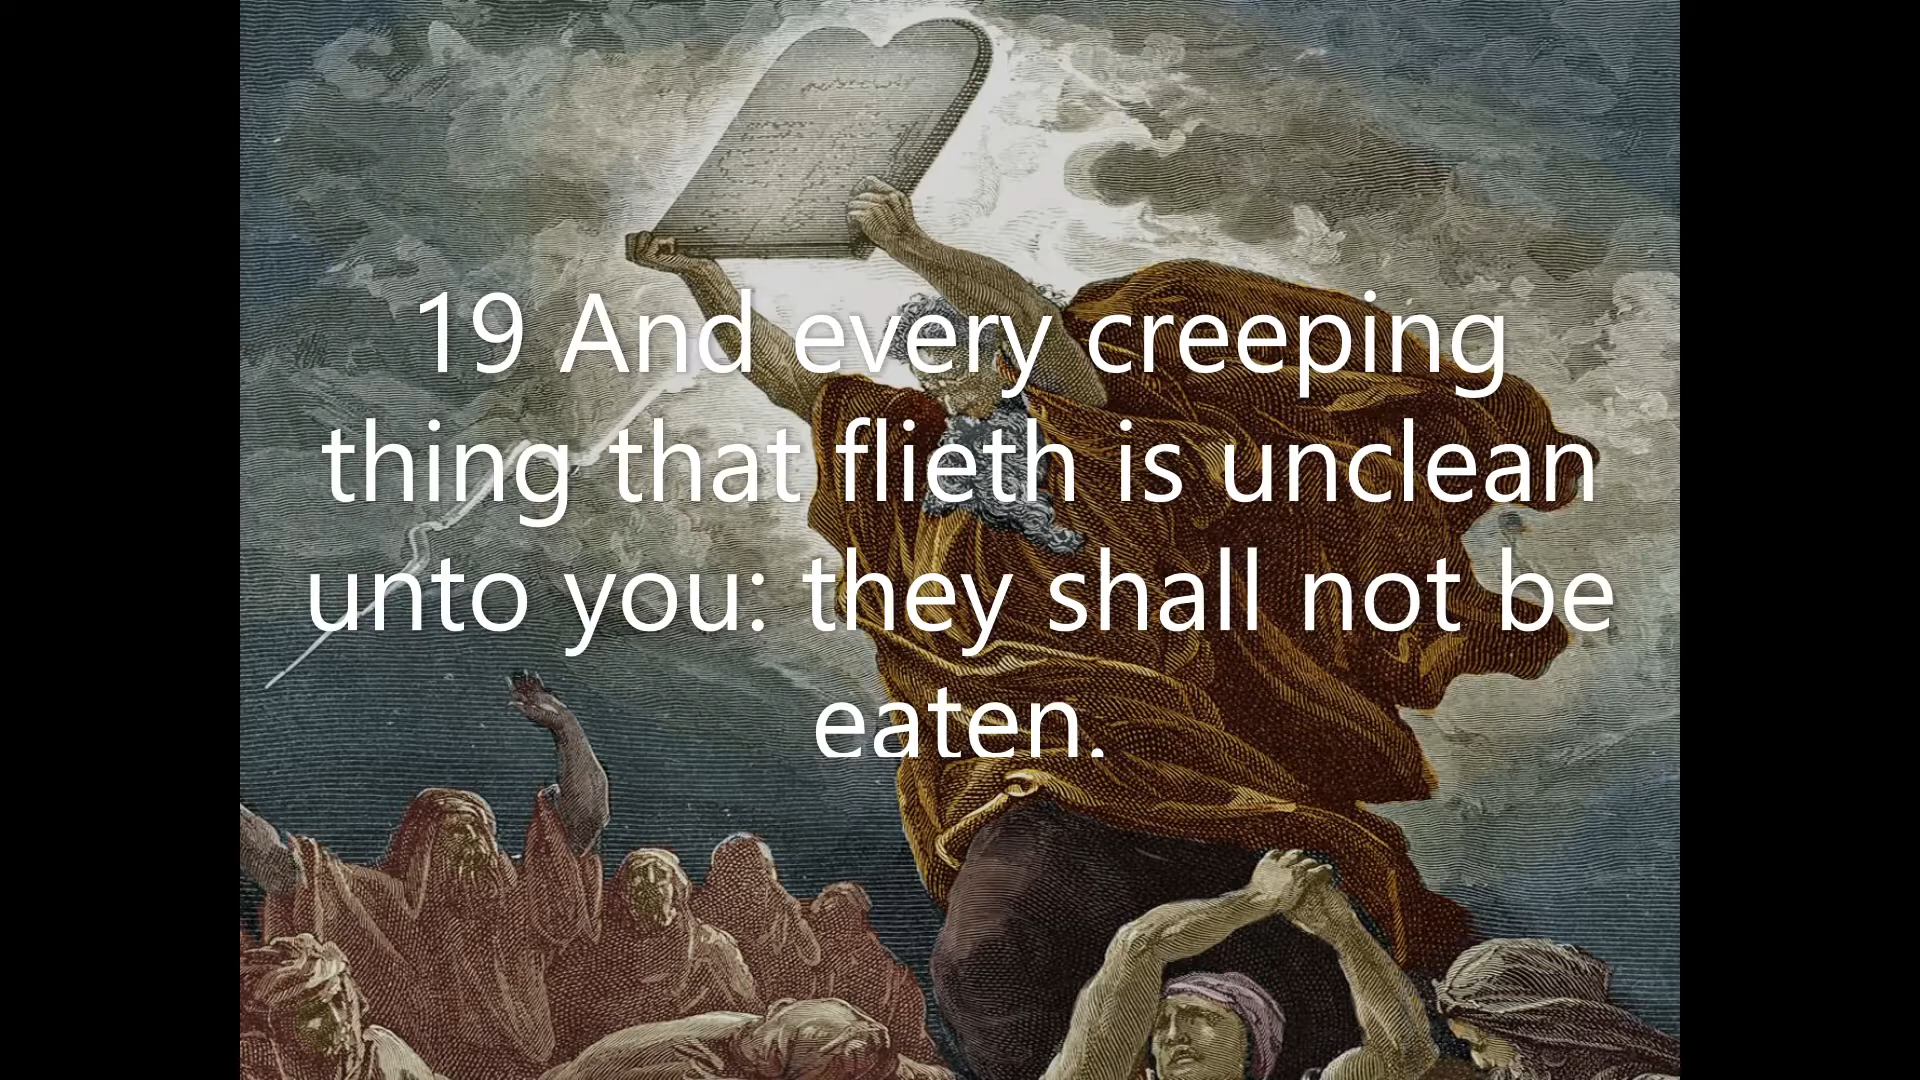 19 And every creeping
thing that flieth is unclean
unto you: they shall not be
eaten.